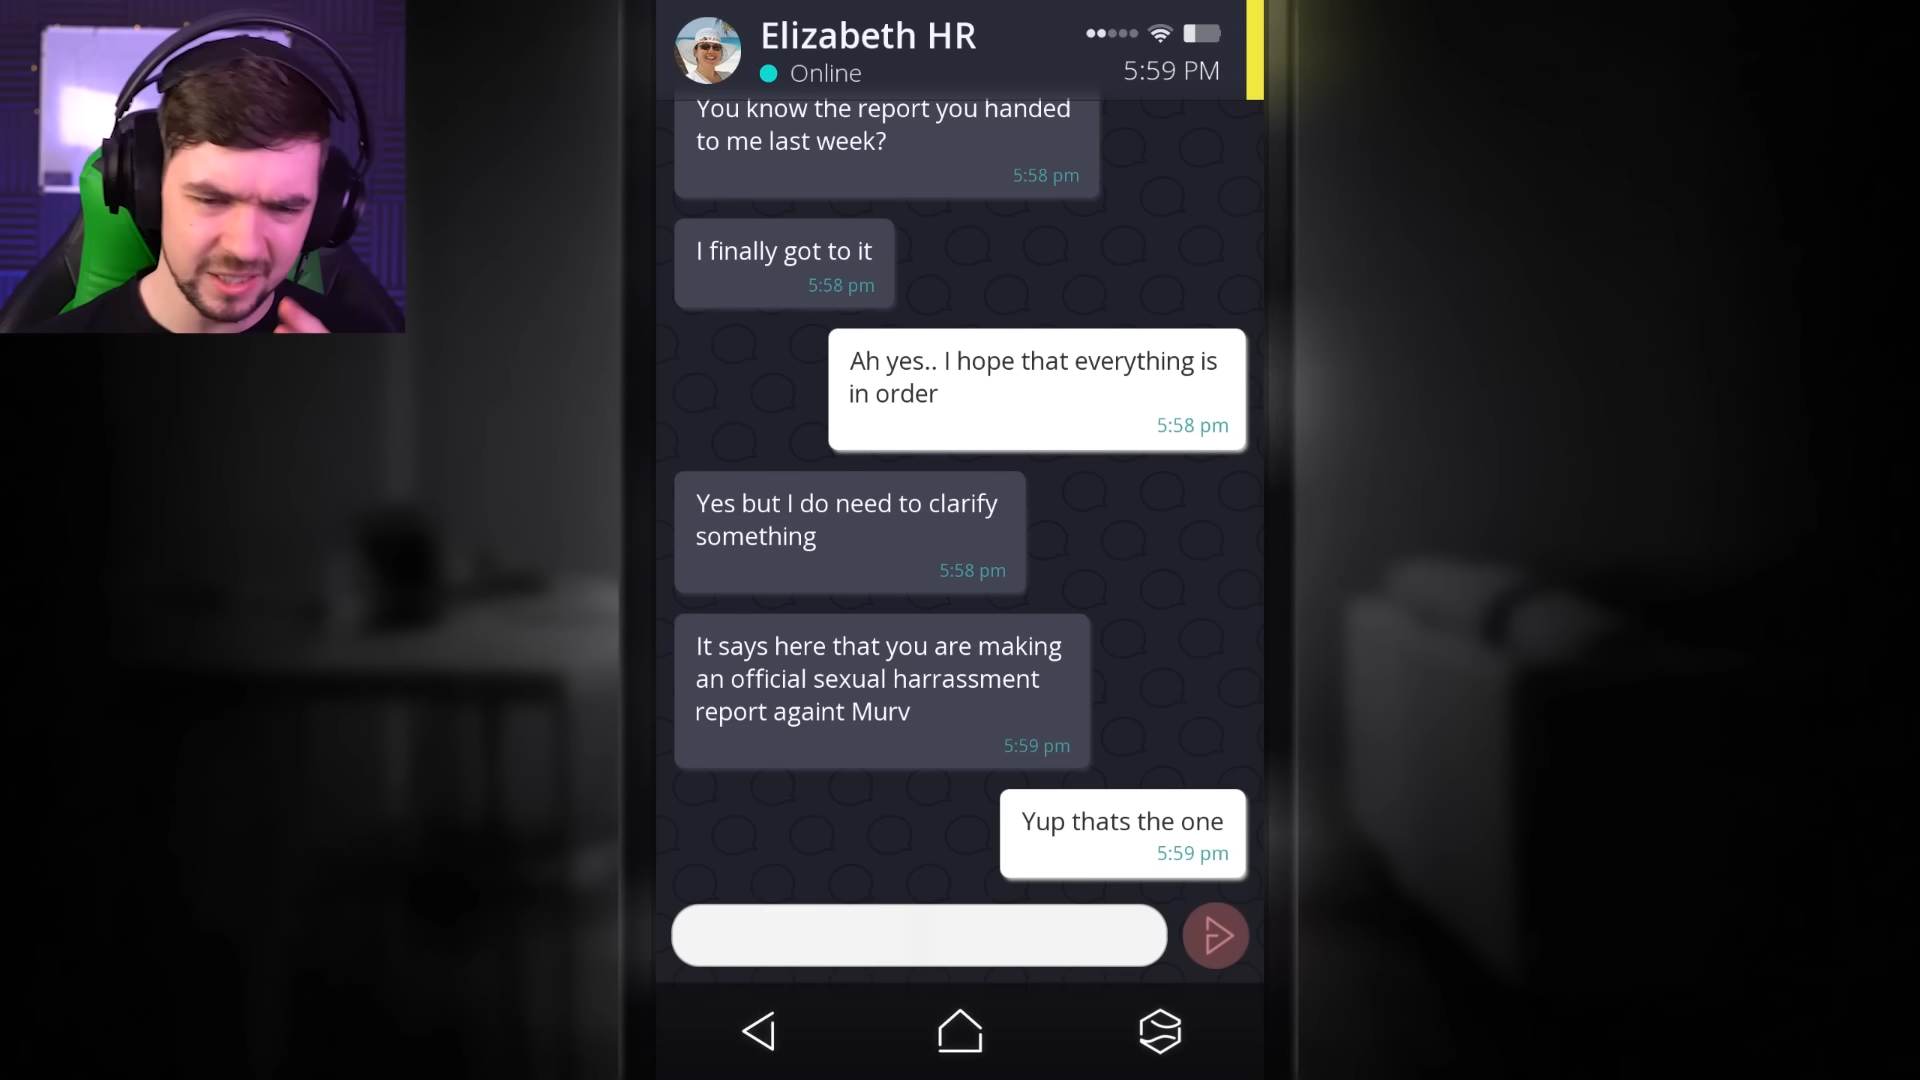 Elizabeth HR
Online
5:59 PM
You know the report you handed
to me last week?
5:58 pm
I finally got to it
5:58 pm
Ah yes.. I hope that everything is
in order
5:58 pm
Yes but I do need to clarify
something
5:58 pm
It says here that you are making
an official sexual harrassment
report againt Murv
5:59 pm
Yup thats the one
5:59 pm